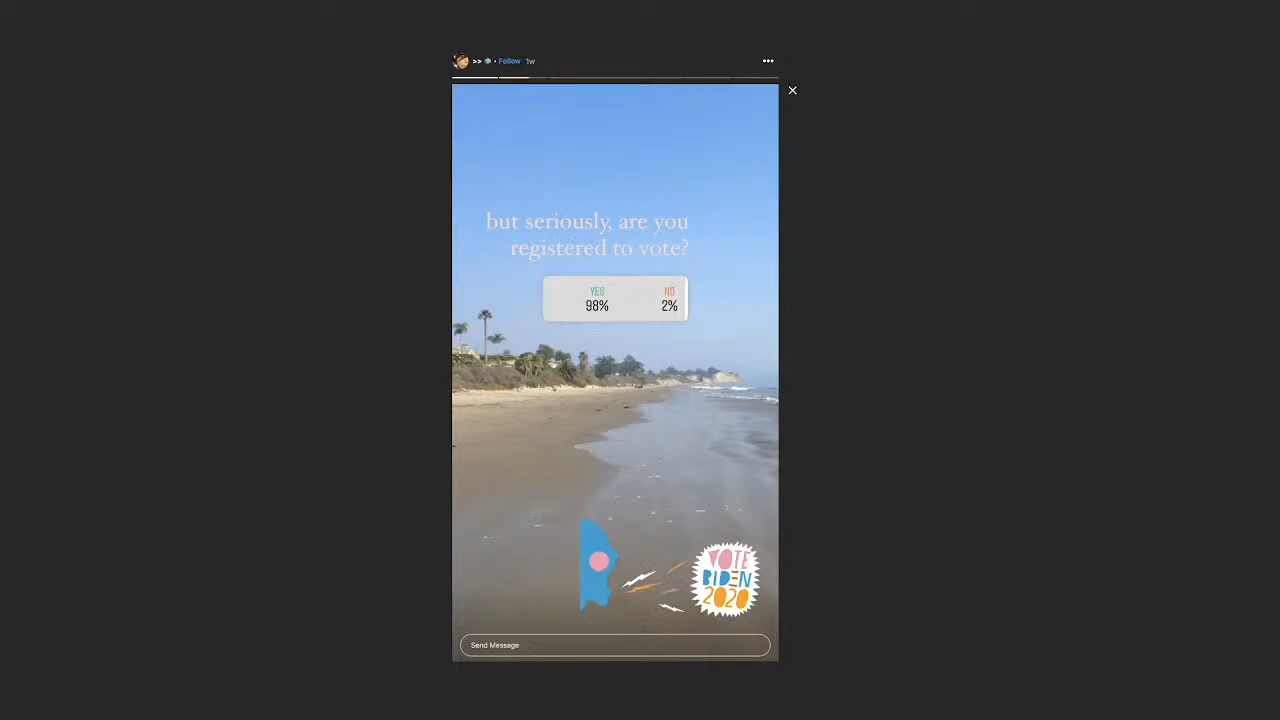 >> • Follow 1w
but seriously, are you
registered to vote?
YES NO
98% 2%
VOTE
BIDEN
2020
Send Message